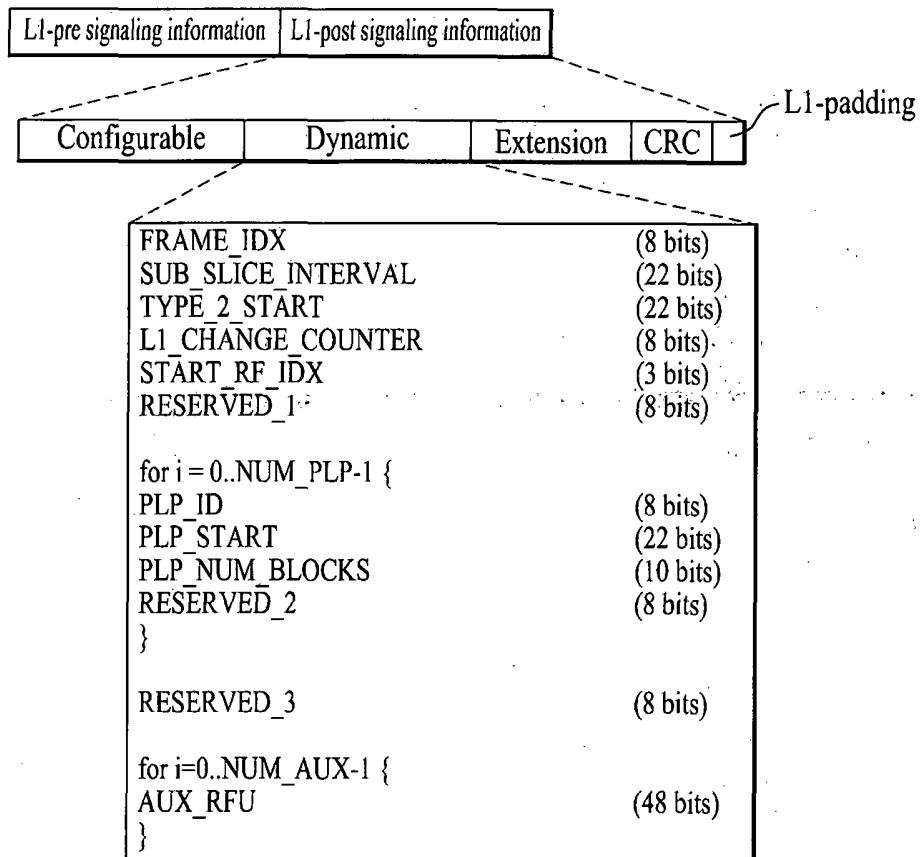 L1-pre signaling information L1-post signaling information
L1-padding
Configurable Dynamic Extension CRC
FRAME_IDX (8 bits)
SUB_SLICE_INTERVAL (22 bits)
TYPE_2_START (22 bits)
L1_CHANGE_COUNTER (8 bits)
START_RF_IDX (3 bits)
RESERVED_1 (8 bits)
for i = 0..NUM_PLP-1 {
PLP_ID (8 bits)
PLP_START (22 bits)
PLP_NUM_BLOCKS (10 bits)
RESERVED_2 (8 bits)
}
RESERVED_3 (8 bits)
for i=0..NUM_AUX-1 {
AUX_RFU (48 bits)
}